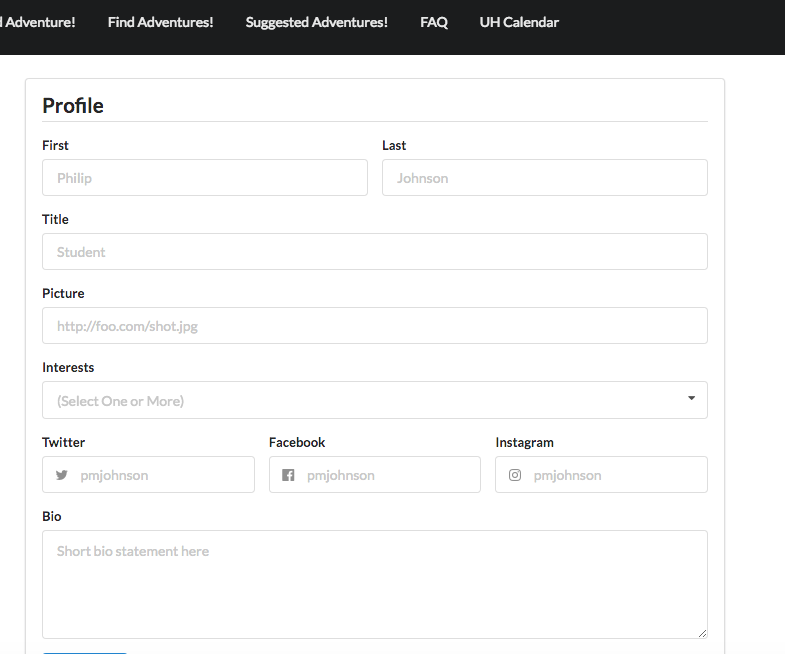 Adventure! Find Adventures! Suggested Adventures! FAQ UH Calendar
Profile
First Last
Philip Johnson
Title
Student
Picture
http://foo.com/shot.jpg
Interests
(Select One or More)
Twitter Facebook Instagram
pmjohnson pmjohnson pmjohnson
Bio
Short bio statement here